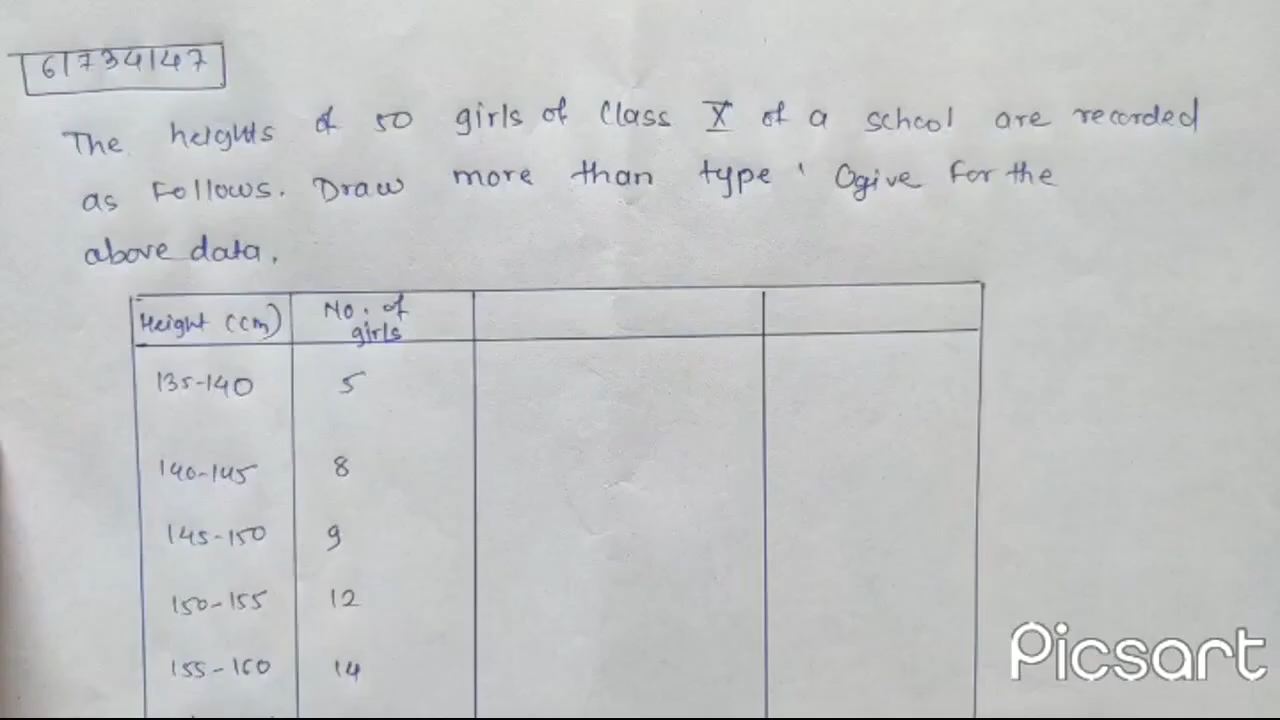 61734147
The heights of 50 girls of Class X of a school are recorded
as Follows. Draw more than type ' Ogive For the
above data.
Height (cm) No. of girls
135-140 5
140-145 8
145-150 9
150-155 12
155-160 14
Picsart